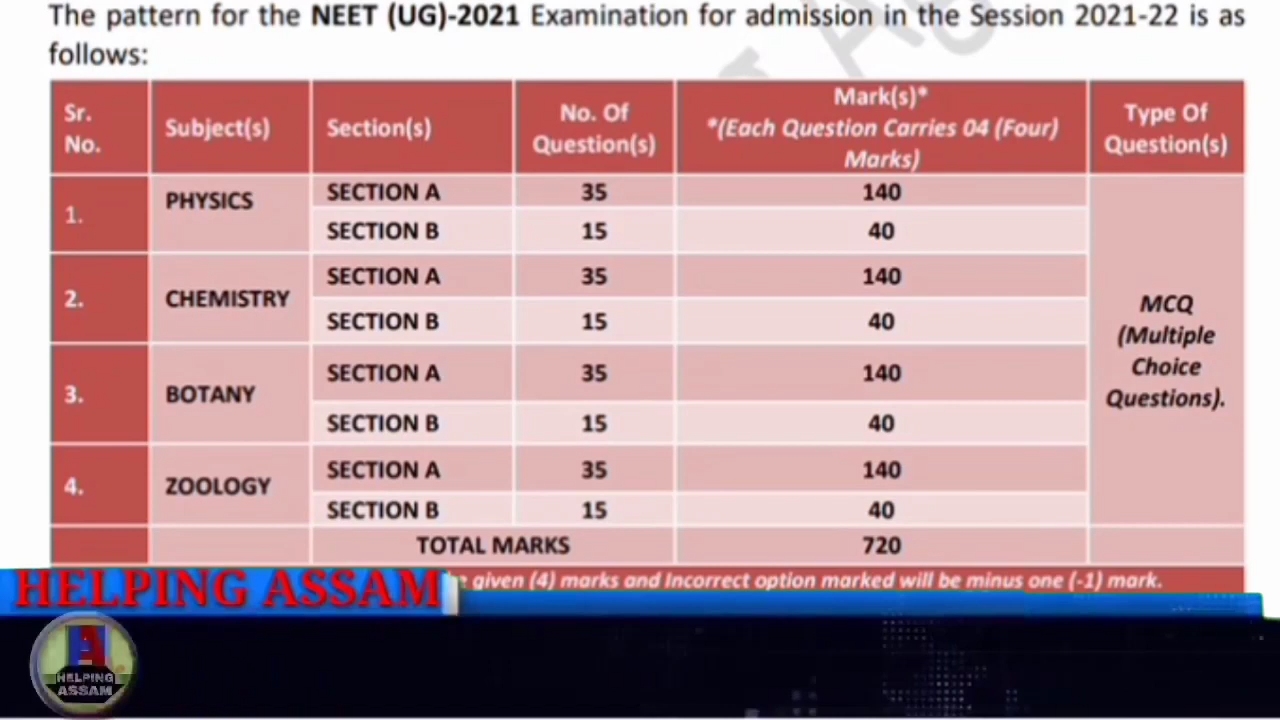 The pattern for the NEET (UG)-2021 Examination for admission in the Session 2021-22 is as
follows:
Sr. No. Subject(s) Section(s) No. Of Question(s) Mark(s)* *(Each Question Carries 04 (Four) Marks) Type Of Question(s)
1. PHYSICS SECTION A 35 140
SECTION B 15 40
2. CHEMISTRY SECTION A 35 140
SECTION B 15 40
MCQ (Multiple Choice Questions).
3. BOTANY SECTION A 35 140
SECTION B 15 40
4. ZOOLOGY SECTION A 35 140
SECTION B 15 40
TOTAL MARKS 720
given (4) marks and Incorrect option marked will be minus one (-1) mark.
HELPING ASSAM
A
HELPING
ASSAM